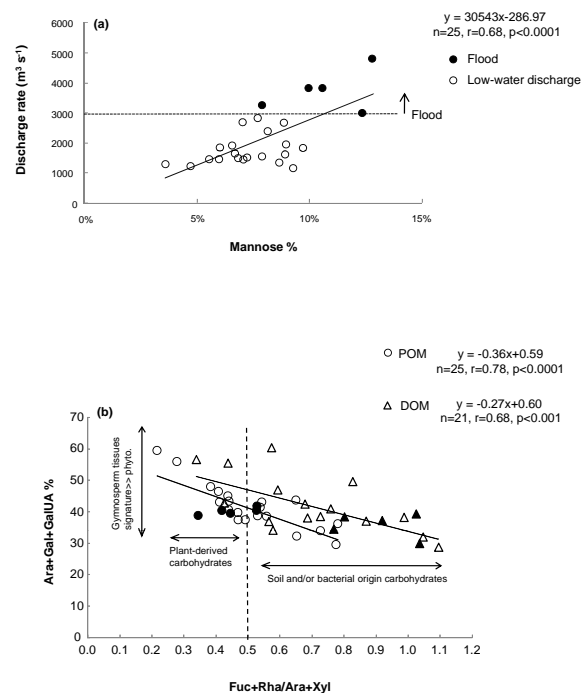 (a)
y = 30543x-286.97
n=25, r=0.68, p<0.0001
Flood
Low-water discharge
Discharge rate (m³ s⁻¹)
6000
5000
4000
3000
2000
1000
0
Flood
0%
5%
10%
15%
Mannose %
POM
y = -0.36x+0.59
n=25, r=0.78, p<0.0001
DOM
y = -0.27x+0.60
n=21, r=0.68, p<0.001
(b)
Ara+Gal+GalUA %
70
60
50
40
30
20
10
0
Gymnosperm tissues
signature>> phyto.
Plant-derived
carbohydrates
Soil and/or bacterial origin carbohydrates
0.0 0.1 0.2 0.3 0.4 0.5 0.6 0.7 0.8 0.9 1.0 1.1 1.2
Fuc+Rha/Ara+Xyl